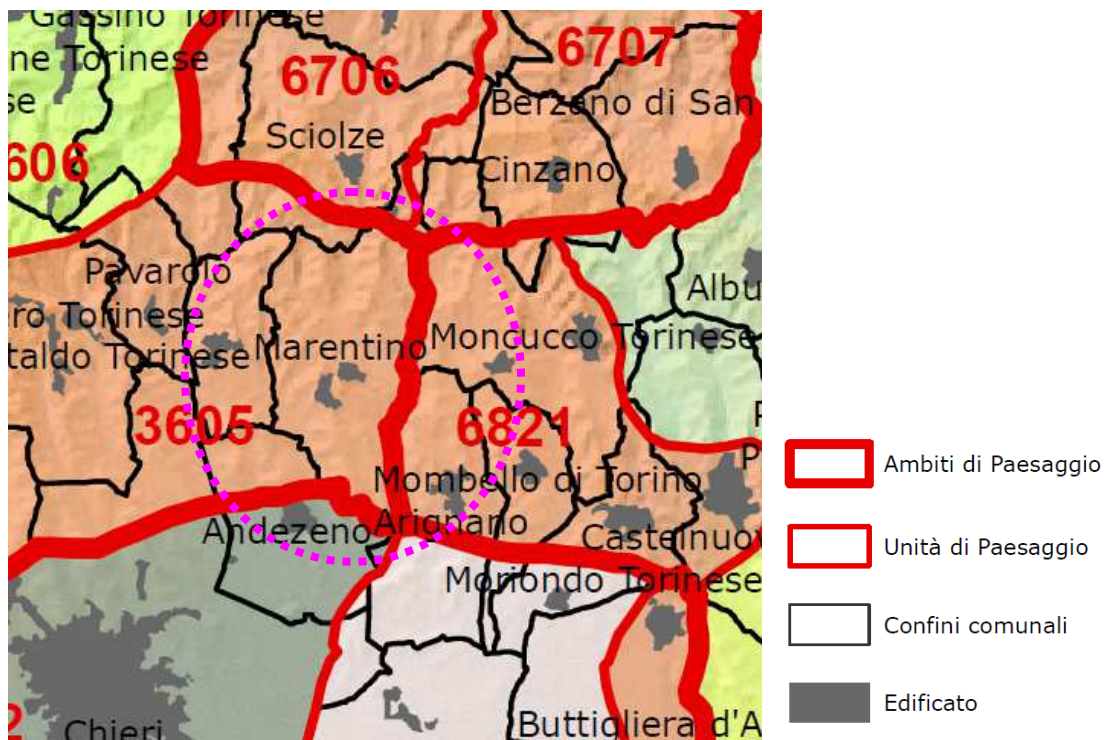 Gassino Torinese
ne Torinese
se
6706
6707
Sciolze
Berzano di San
606
Cinzano
Pavarolo
ro Torinese
taldo Torinese
Marentino
Albu
Moncucco Torinese
3605
6821
Mombello di Torino
P
Andezeno
Arignano
Castelnuov
Moriondo Torinese
2
Chieri
Buttigliera d'A
Ambiti di Paesaggio
Unità di Paesaggio
Confini comunali
Edificato